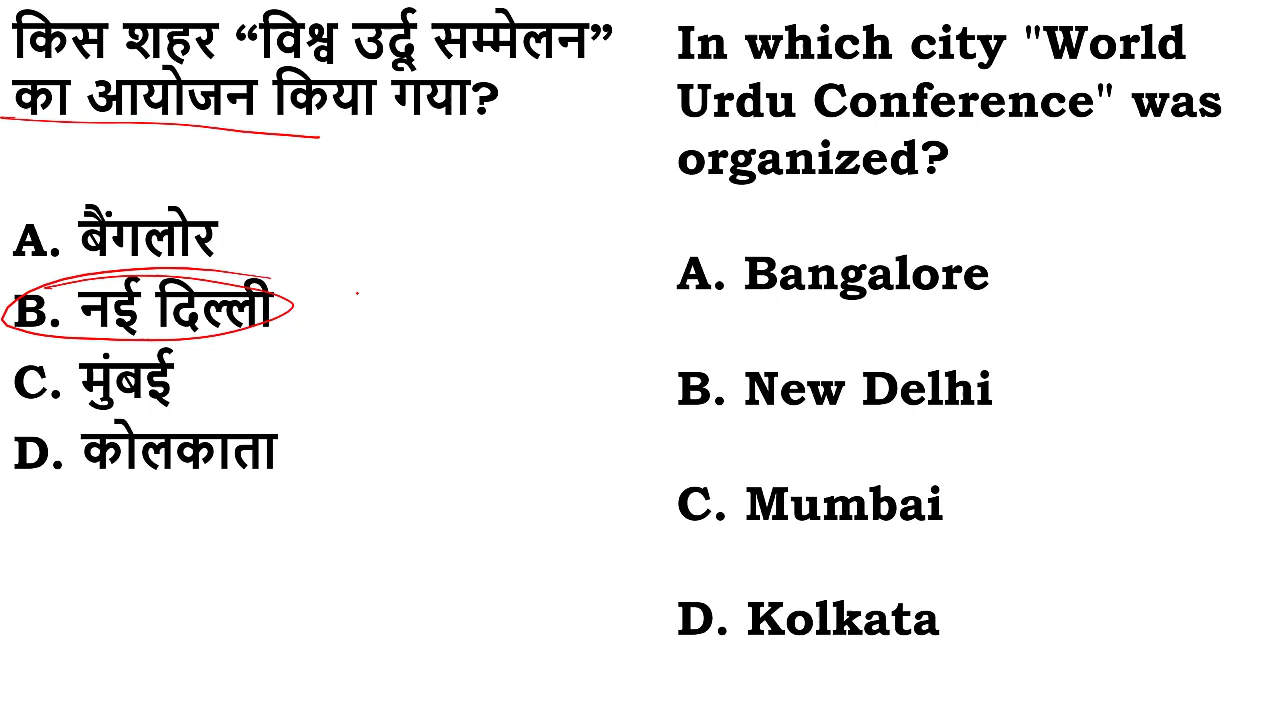 किस शहर “विश्व उर्दू सम्मेलन”
का आयोजन किया गया?
A. बैंगलोर
B. नई दिल्ली
C. मुंबई
D. कोलकाता
In which city "World
Urdu Conference" was
organized?
A. Bangalore
B. New Delhi
C. Mumbai
D. Kolkata